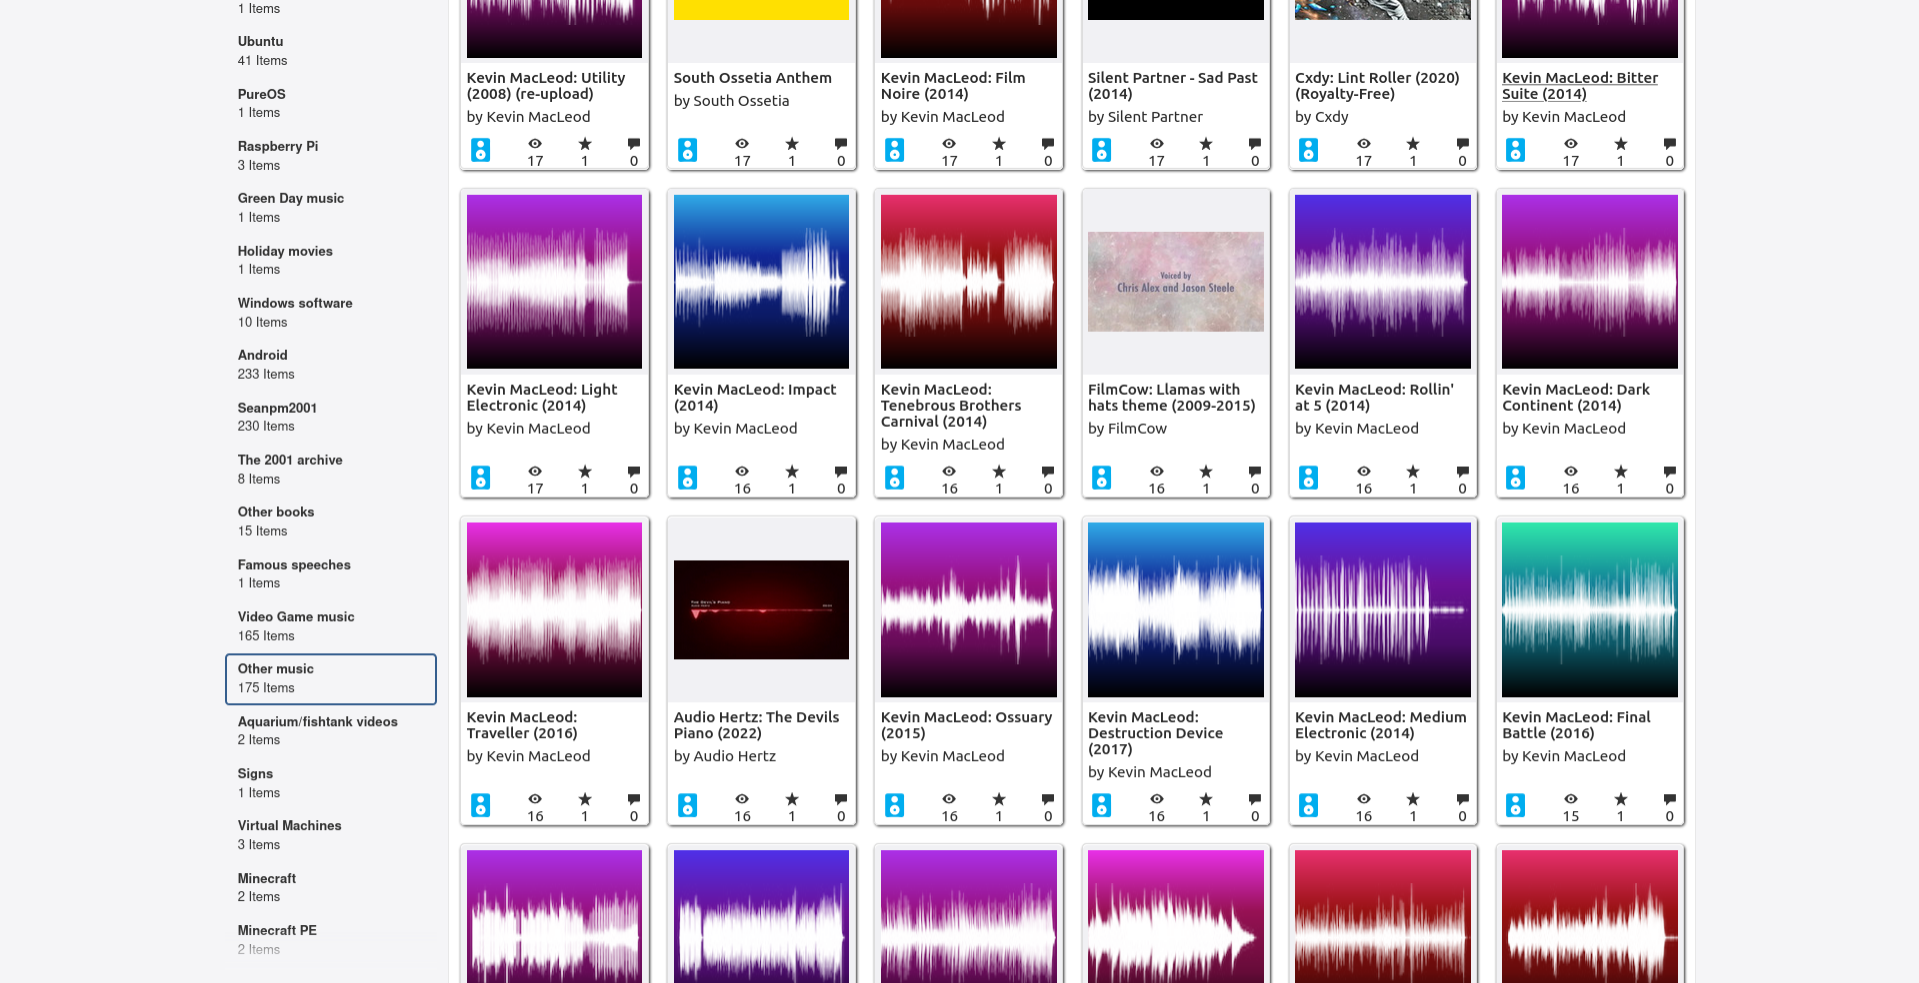 1 Items
Ubuntu
41 Items
PureOS
1 Items
Raspberry Pi
3 Items
Green Day music
1 Items
Holiday movies
1 Items
Windows software
10 Items
Android
233 Items
Seanpm2001
230 Items
The 2001 archive
8 Items
Other books
15 Items
Famous speeches
1 Items
Video Game music
165 Items
Other music
175 Items
Aquarium/fishtank videos
2 Items
Signs
1 Items
Virtual Machines
3 Items
Minecraft
2 Items
Minecraft PE
2 Items
Kevin MacLeod: Utility
(2008) (re-upload)
by Kevin MacLeod
17 1 0
South Ossetia Anthem
by South Ossetia
17 1 0
Kevin MacLeod: Film
Noire (2014)
by Kevin MacLeod
17 1 0
Silent Partner - Sad Past
(2014)
by Silent Partner
17 1 0
Cxdy: Lint Roller (2020)
(Royalty-Free)
by Cxdy
17 1 0
Kevin MacLeod: Bitter
Suite (2014)
by Kevin MacLeod
17 1 0
Kevin MacLeod: Light
Electronic (2014)
by Kevin MacLeod
17 1 0
Kevin MacLeod: Impact
(2014)
by Kevin MacLeod
16 1 0
Kevin MacLeod:
Tenebrous Brothers
Carnival (2014)
by Kevin MacLeod
16 1 0
Voiced by
Chris Alex and Jason Steele
FilmCow: Llamas with
hats theme (2009-2015)
by FilmCow
16 1 0
Kevin MacLeod: Rollin'
at 5 (2014)
by Kevin MacLeod
16 1 0
Kevin MacLeod: Dark
Continent (2014)
by Kevin MacLeod
16 1 0
Kevin MacLeod:
Traveller (2016)
by Kevin MacLeod
16 1 0
The Devil's Piano
Audio Hertz: The Devils
Piano (2022)
by Audio Hertz
16 1 0
Kevin MacLeod: Ossuary
(2015)
by Kevin MacLeod
16 1 0
Kevin MacLeod:
Destruction Device
(2017)
by Kevin MacLeod
16 1 0
Kevin MacLeod: Medium
Electronic (2014)
by Kevin MacLeod
16 1 0
Kevin MacLeod: Final
Battle (2016)
by Kevin MacLeod
15 1 0